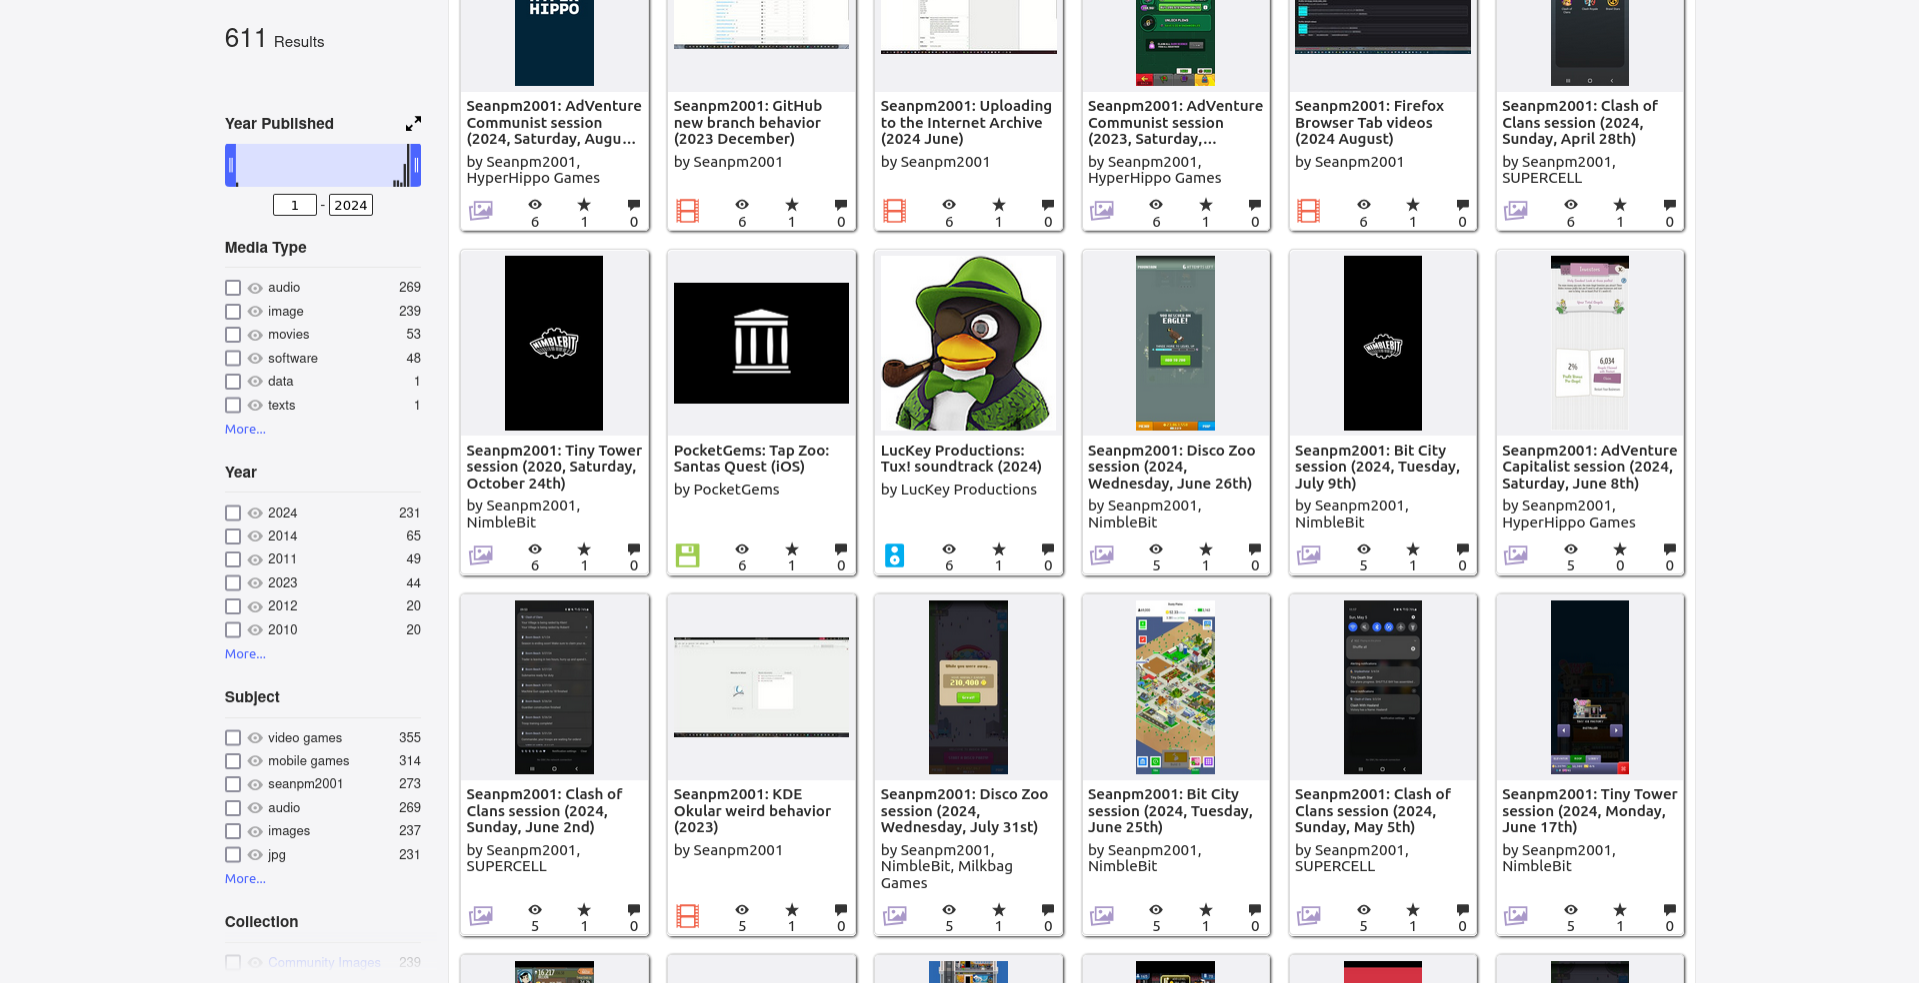 611 Results
Year Published
1 - 2024
Media Type
audio 269
image 239
movies 53
software 48
data 1
texts 1
More...
Year
2024 231
2014 65
2011 49
2023 44
2012 20
2010 20
More...
Subject
video games 355
mobile games 314
seanpm2001 273
audio 269
images 237
jpg 231
More...
Collection
Community Images 239
HIPPO
Seanpm2001: AdVenture
Communist session
(2024, Saturday, Augu...
by Seanpm2001,
HyperHippo Games
6 1 0
Seanpm2001: GitHub
new branch behavior
(2023 December)
by Seanpm2001
6 1 0
Seanpm2001: Uploading
to the Internet Archive
(2024 June)
by Seanpm2001
6 1 0
Seanpm2001: AdVenture
Communist session
(2023, Saturday,...
by Seanpm2001,
HyperHippo Games
6 1 0
Seanpm2001: Firefox
Browser Tab videos
(2024 August)
by Seanpm2001
6 1 0
Seanpm2001: Clash of
Clans session (2024,
Sunday, April 28th)
by Seanpm2001,
SUPERCELL
6 1 0
NIMBLEBIT
Seanpm2001: Tiny Tower
session (2020, Saturday,
October 24th)
by Seanpm2001,
NimbleBit
6 1 0
PocketGems: Tap Zoo:
Santas Quest (iOS)
by PocketGems
6 1 0
LucKey Productions:
Tux! soundtrack (2024)
by LucKey Productions
6 1 0
EAGLE!
Seanpm2001: Disco Zoo
session (2024,
Wednesday, June 26th)
by Seanpm2001,
NimbleBit
5 1 0
NIMBLEBIT
Seanpm2001: Bit City
session (2024, Tuesday,
July 9th)
by Seanpm2001,
NimbleBit
5 1 0
2%
6,034
Seanpm2001: AdVenture
Capitalist session (2024,
Saturday, June 8th)
by Seanpm2001,
HyperHippo Games
5 0 0
Seanpm2001: Clash of
Clans session (2024,
Sunday, June 2nd)
by Seanpm2001,
SUPERCELL
5 1 0
Seanpm2001: KDE
Okular weird behavior
(2023)
by Seanpm2001
5 1 0
While you were away...
210,400
Seanpm2001: Disco Zoo
session (2024,
Wednesday, July 31st)
by Seanpm2001,
NimbleBit, Milkbag
Games
5 1 0
Seanpm2001: Bit City
session (2024, Tuesday,
June 25th)
by Seanpm2001,
NimbleBit
5 1 0
Seanpm2001: Clash of
Clans session (2024,
Sunday, May 5th)
by Seanpm2001,
SUPERCELL
5 1 0
Seanpm2001: Tiny Tower
session (2024, Monday,
June 17th)
by Seanpm2001,
NimbleBit
5 1 0
16,217